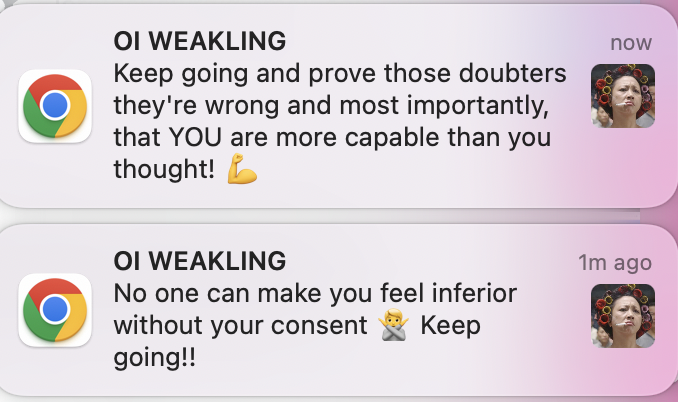 OI WEAKLING
now
Keep going and prove those doubters
they're wrong and most importantly,
that YOU are more capable than you
thought! 💪
OI WEAKLING
1m ago
No one can make you feel inferior
without your consent 🙅 Keep
going!!